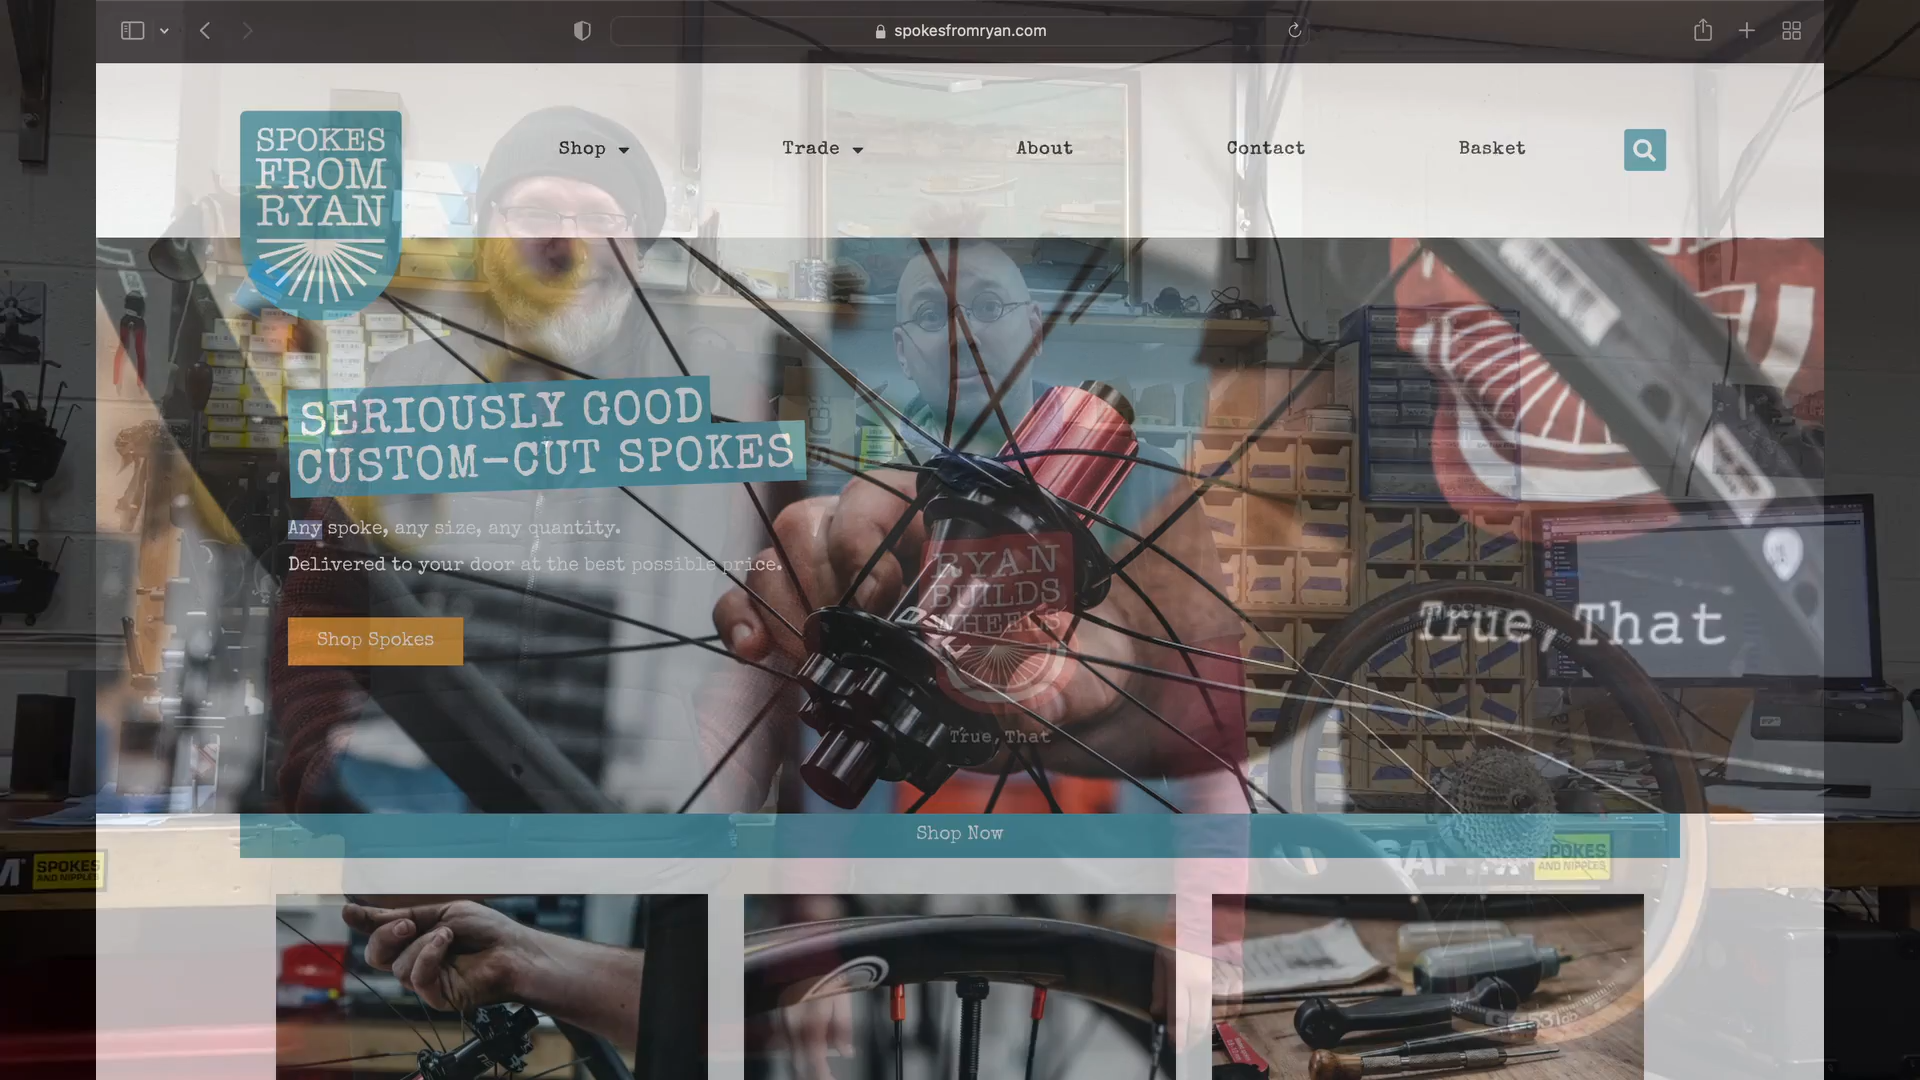 spokesfromryan.com
SPOKES
FROM
RYAN
Shop
Trade
About
Contact
Basket
SERIOUSLY GOOD
CUSTOM-CUT SPOKES
Any spoke, any size, any quantity.
Delivered to your door at the best possible price.
Shop Spokes
RYAN
BUILDS
WHEELS
True, That
True, That
Shop Now
SPOKES
AND NIPPLES
SPOKES
AND NIPPLES